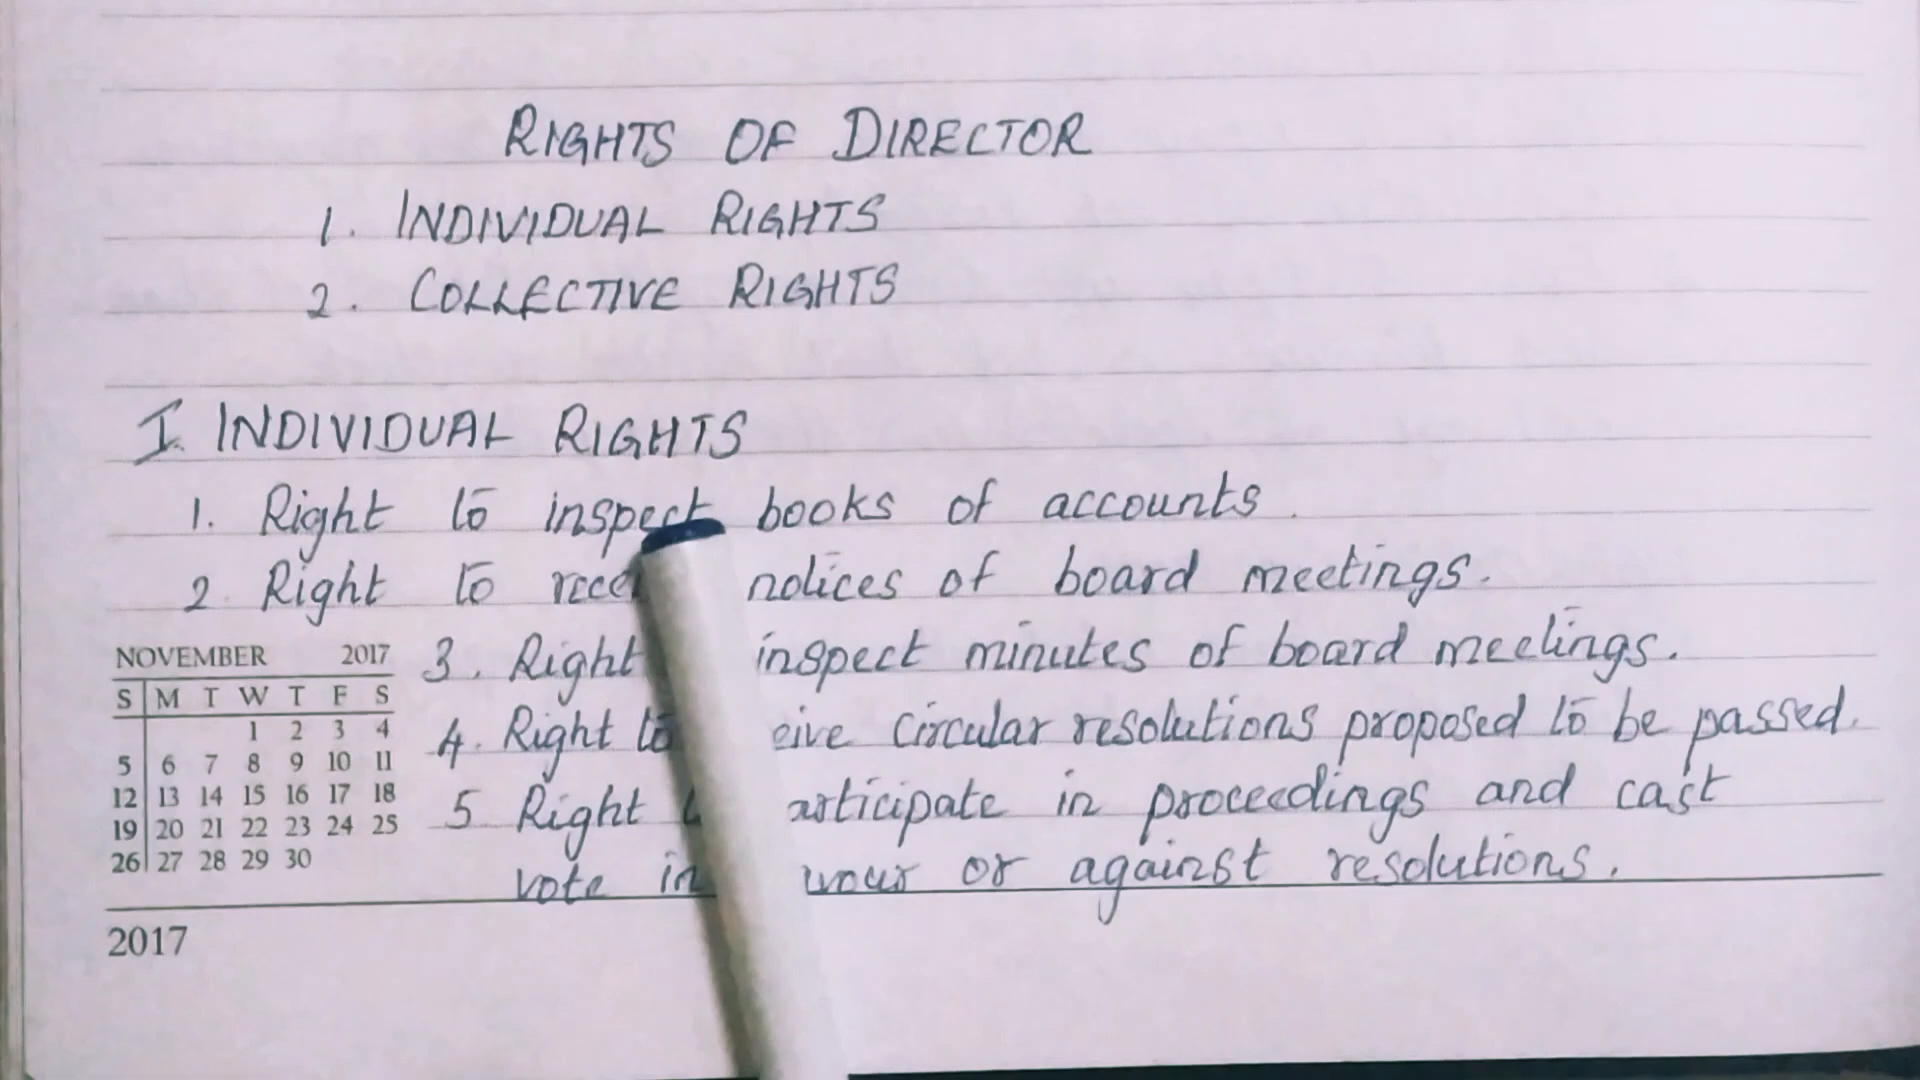 RIGHTS OF DIRECTOR
1. INDIVIDUAL RIGHTS
2. COLLECTIVE RIGHTS
I. INDIVIDUAL RIGHTS
1. Right to inspect books of accounts.
2. Right to notices of board meetings.
3. Right inspect minutes of board meetings.
4. Right to circular resolutions proposed to be passed.
5 Right in proceedings and cast
vote in or against resolutions.
NOVEMBER 2017
S M T W T F S
1 2 3 4
5 6 7 8 9 10 11
12 13 14 15 16 17 18
19 20 21 22 23 24 25
26 27 28 29 30
2017